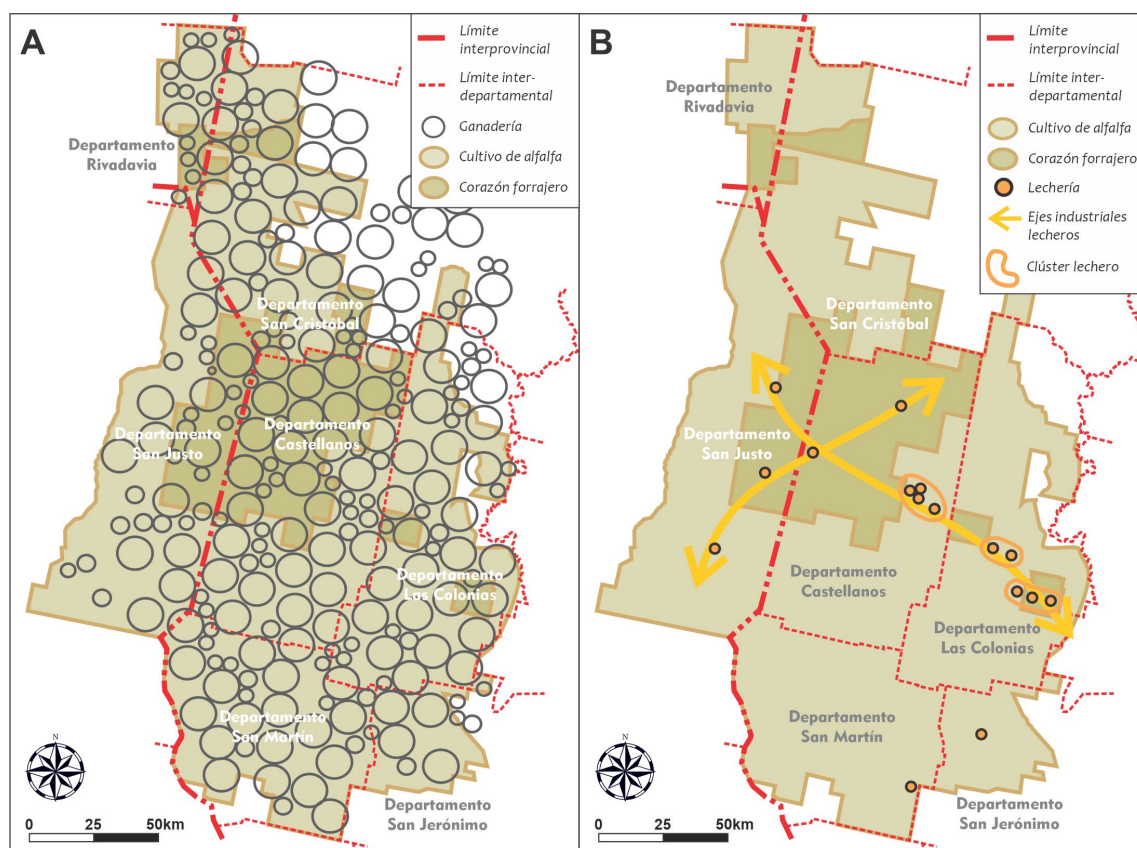 A
Límite
interprovincial
Límite inter-
departamental
Ganadería
Cultivo de alfalfa
Corazón forrajero
Departamento
Rivadavia
Departamento
San Cristóbal
Departamento
San Justo
Departamento
Castellanos
Departamento
Las Colonias
Departamento
San Martín
Departamento
San Jerónimo
0 25 50km
B
Límite
interprovincial
Límite inter-
departamental
Cultivo de alfalfa
Corazón forrajero
Lechería
Ejes industriales
lecheros
Clúster lechero
Departamento
Rivadavia
Departamento
San Cristóbal
Departamento
San Justo
Departamento
Castellanos
Departamento
Las Colonias
Departamento
San Martín
Departamento
San Jerónimo
0 25 50km